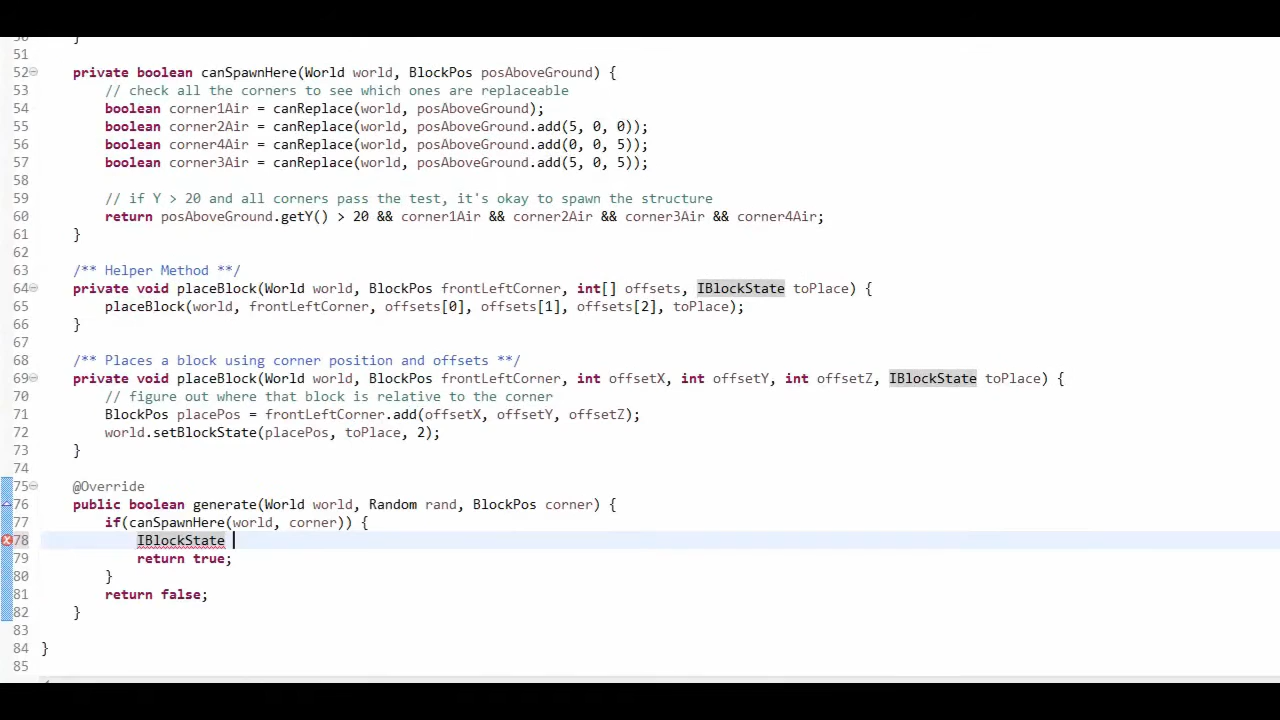 50 }
51
52 private boolean canSpawnHere(World world, BlockPos posAboveGround) {
53 // check all the corners to see which ones are replaceable
54 boolean corner1Air = canReplace(world, posAboveGround);
55 boolean corner2Air = canReplace(world, posAboveGround.add(5, 0, 0));
56 boolean corner4Air = canReplace(world, posAboveGround.add(0, 0, 5));
57 boolean corner3Air = canReplace(world, posAboveGround.add(5, 0, 5));
58
59 // if Y > 20 and all corners pass the test, it's okay to spawn the structure
60 return posAboveGround.getY() > 20 && corner1Air && corner2Air && corner3Air && corner4Air;
61 }
62
63 /** Helper Method **/
64 private void placeBlock(World world, BlockPos frontLeftCorner, int[] offsets, IBlockState toPlace) {
65 placeBlock(world, frontLeftCorner, offsets[0], offsets[1], offsets[2], toPlace);
66 }
67
68 /** Places a block using corner position and offsets **/
69 private void placeBlock(World world, BlockPos frontLeftCorner, int offsetX, int offsetY, int offsetZ, IBlockState toPlace) {
70 // figure out where that block is relative to the corner
71 BlockPos placePos = frontLeftCorner.add(offsetX, offsetY, offsetZ);
72 world.setBlockState(placePos, toPlace, 2);
73 }
74
75 @Override
76 public boolean generate(World world, Random rand, BlockPos corner) {
77 if(canSpawnHere(world, corner)) {
78 IBlockState
79 return true;
80 }
81 return false;
82 }
83
84 }
85